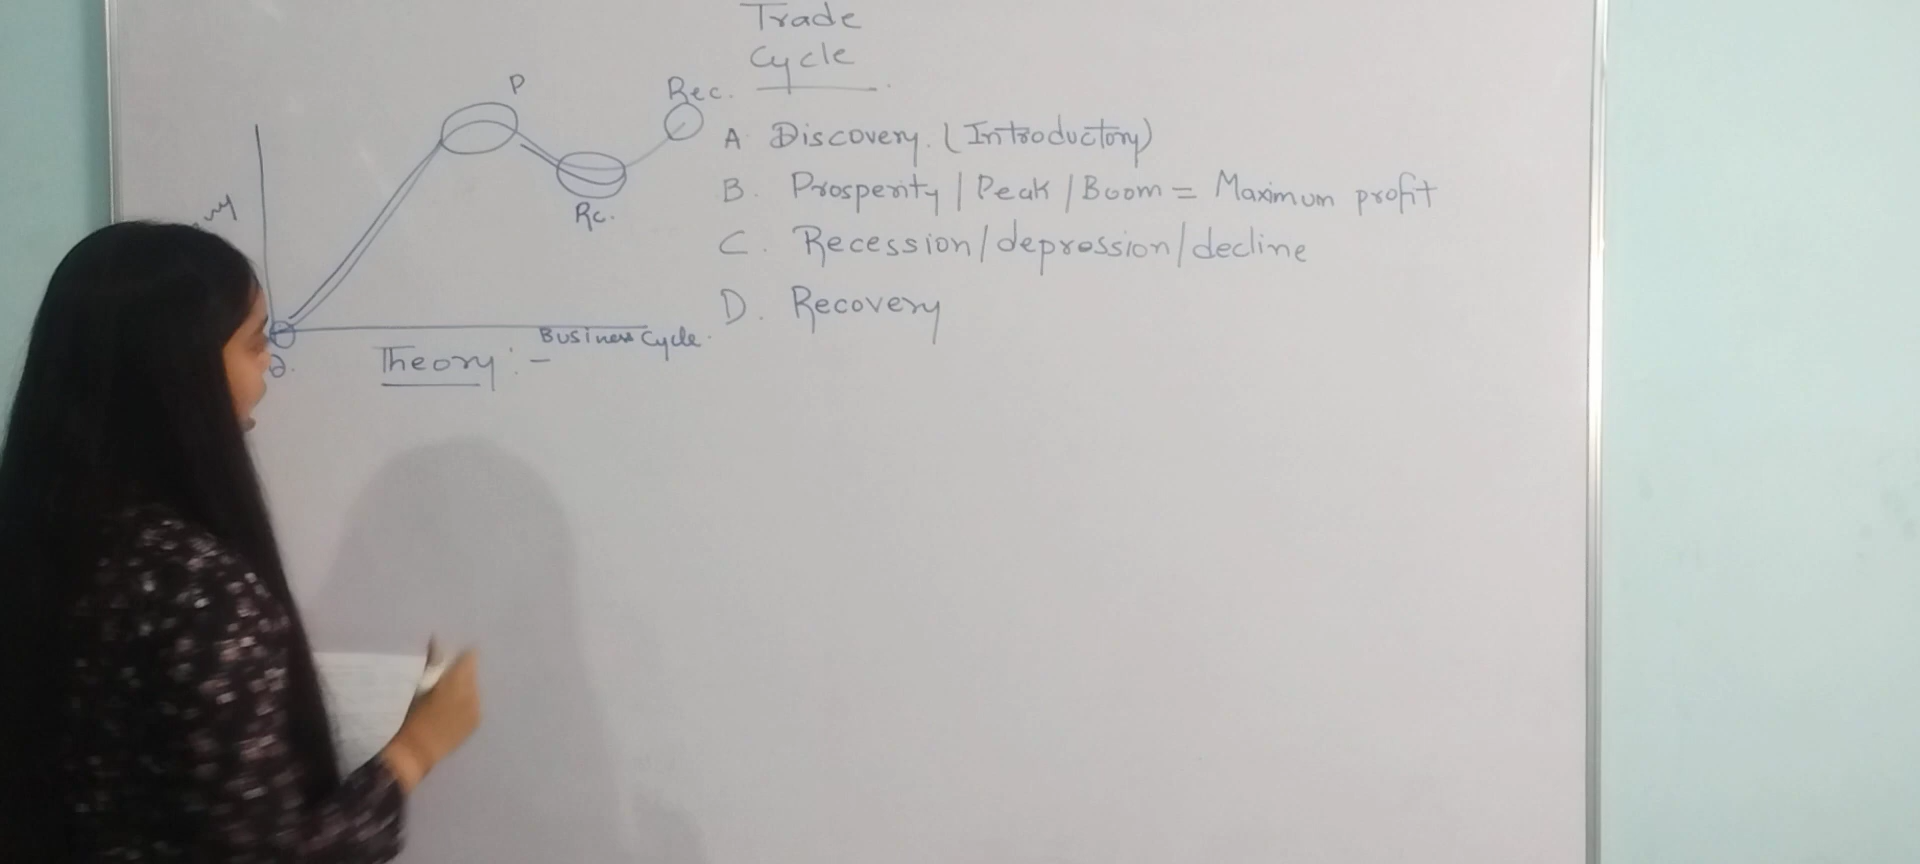 Trade
Cycle
P
Rec.
Rc.
A. Discovery. (Introductory)
B. Prosperity / Peak / Boom = Maximum profit
C. Recession/depression/decline
D. Recovery
Business Cycle.
Theory :-